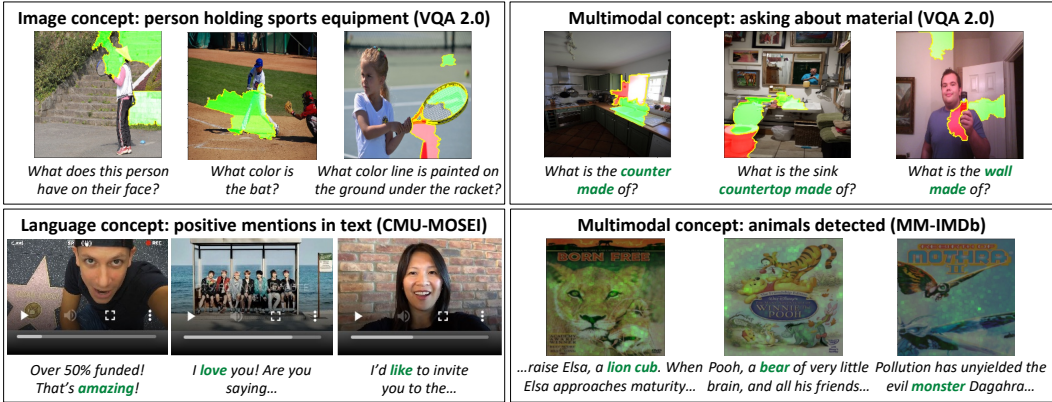 Image concept: person holding sports equipment (VQA 2.0)
What does this person
have on their face?
What color is
the bat?
What color line is painted on
the ground under the racket?
Multimodal concept: asking about material (VQA 2.0)
What is the counter
made of?
What is the sink
countertop made of?
What is the wall
made of?
Language concept: positive mentions in text (CMU-MOSEI)
Over 50% funded!
That's amazing!
I love you! Are you
saying…
I'd like to invite
you to the…
Multimodal concept: animals detected (MM-IMDb)
BORN FREE
WINNIE
POOH
MOTHRA
II
…raise Elsa, a lion cub. When
Elsa approaches maturity…
Pooh, a bear of very little
brain, and all his friends…
Pollution has unyielded the
evil monster Dagahra…